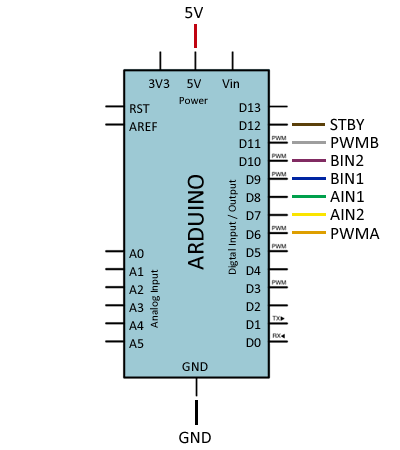 5V
3V3 5V Vin
Power
RST
AREF
A0
A1
A2
A3
A4
A5
Analog Input
ARDUINO
Digtal Input / Output
D13
D12 STBY
D11 PWM PWMB
D10 PWM BIN2
D9 PWM BIN1
D8 AIN1
D7 AIN2
D6 PWM PWMA
D5 PWM
D4
D3 PWM
D2
D1 TX▶
D0 RX◀
GND
GND